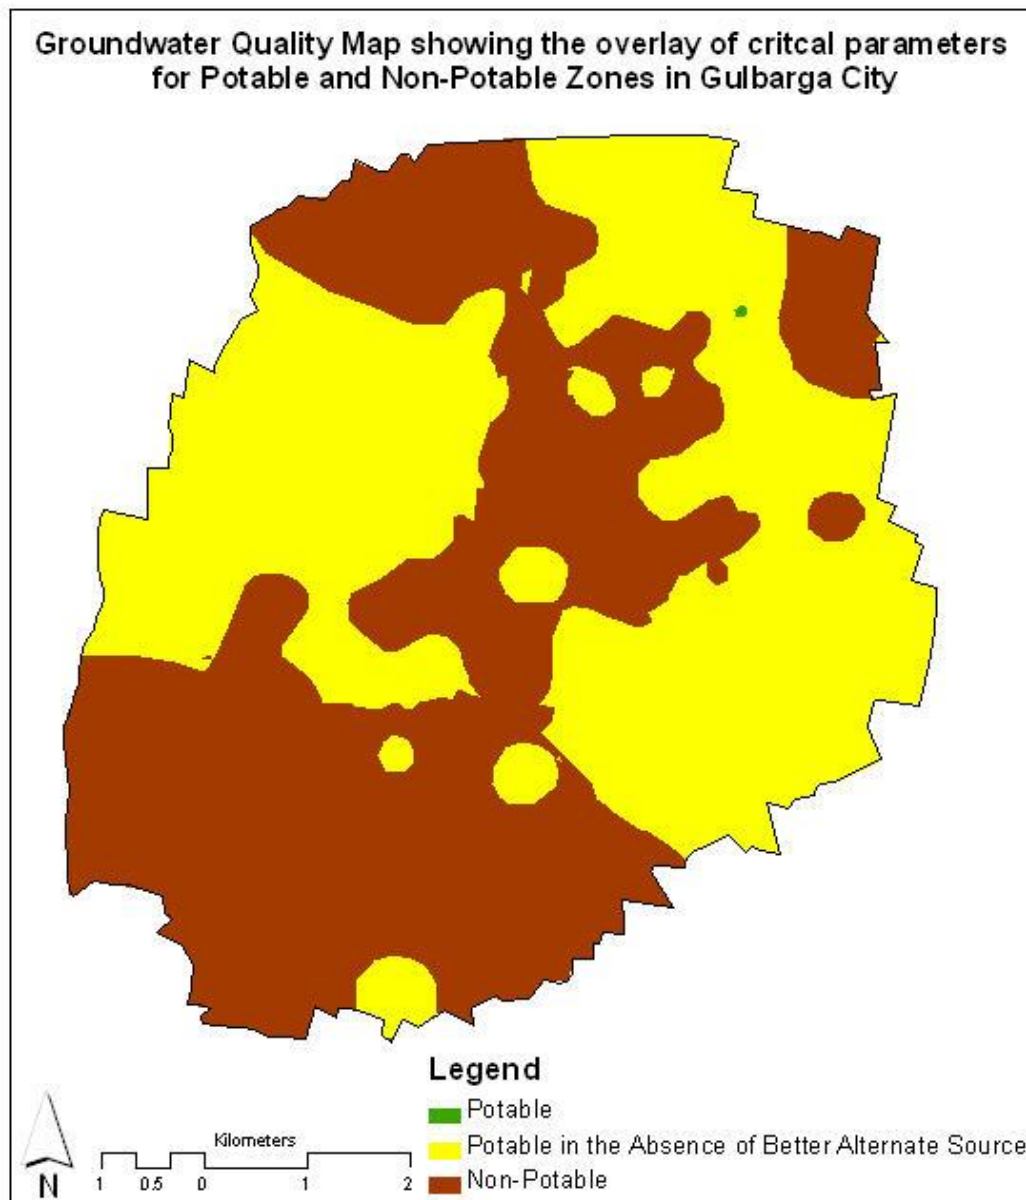 Groundwater Quality Map showing the overlay of critcal parameters
for Potable and Non-Potable Zones in Gulbarga City
Legend
Potable
Potable in the Absence of Better Alternate Source
Non-Potable
Kilometers
1 0.5 0 1 2
N